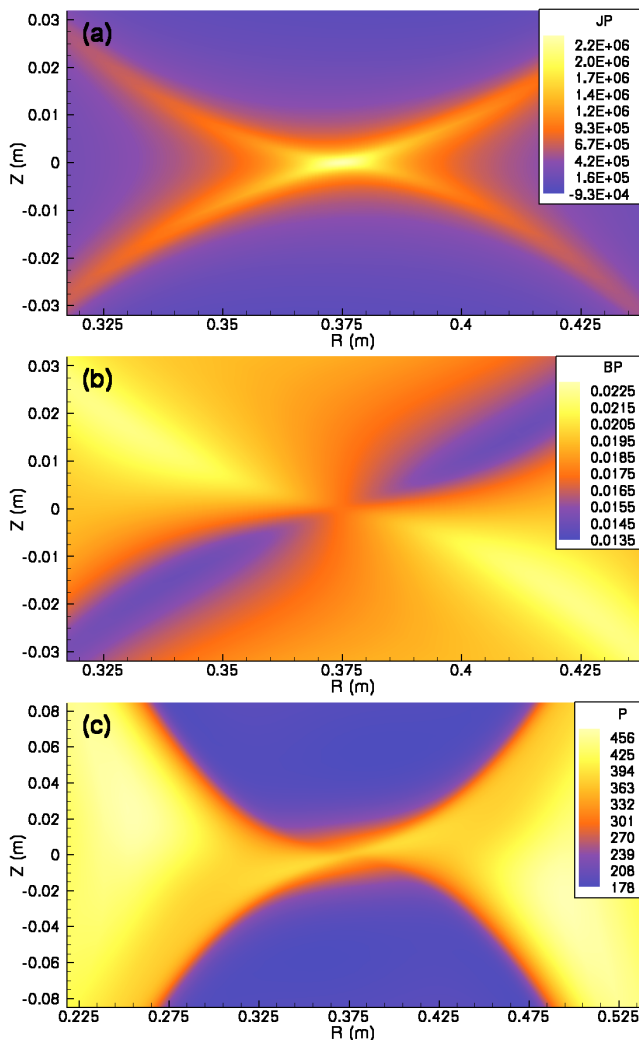 (a)
JP
2.2E+06
2.0E+06
1.7E+06
1.4E+06
1.2E+06
9.3E+05
6.7E+05
4.2E+05
1.6E+05
-9.3E+04
0.03
0.02
0.01
0
-0.01
-0.02
-0.03
Z (m)
0.325 0.35 0.375 0.4 0.425
R (m)
(b)
BP
0.0225
0.0215
0.0205
0.0195
0.0185
0.0175
0.0165
0.0155
0.0145
0.0135
0.03
0.02
0.01
0
-0.01
-0.02
-0.03
Z (m)
0.325 0.35 0.375 0.4 0.425
R (m)
(c)
P
456
425
394
363
332
301
270
239
208
178
0.08
0.06
0.04
0.02
0
-0.02
-0.04
-0.06
-0.08
Z (m)
0.225 0.275 0.325 0.375 0.425 0.475 0.525
R (m)